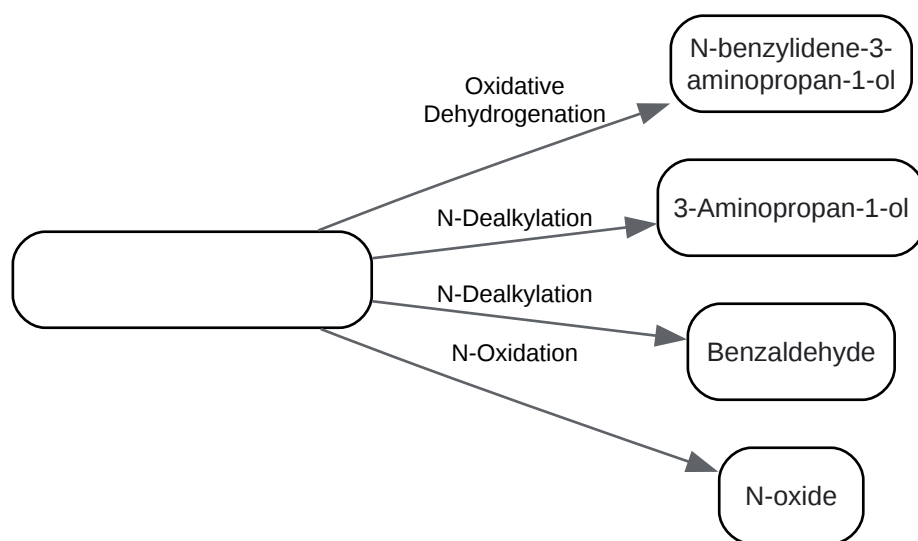 N-benzylidene-3-
aminopropan-1-ol
Oxidative
Dehydrogenation
3-Aminopropan-1-ol
N-Dealkylation
N-Dealkylation
Benzaldehyde
N-Oxidation
N-oxide